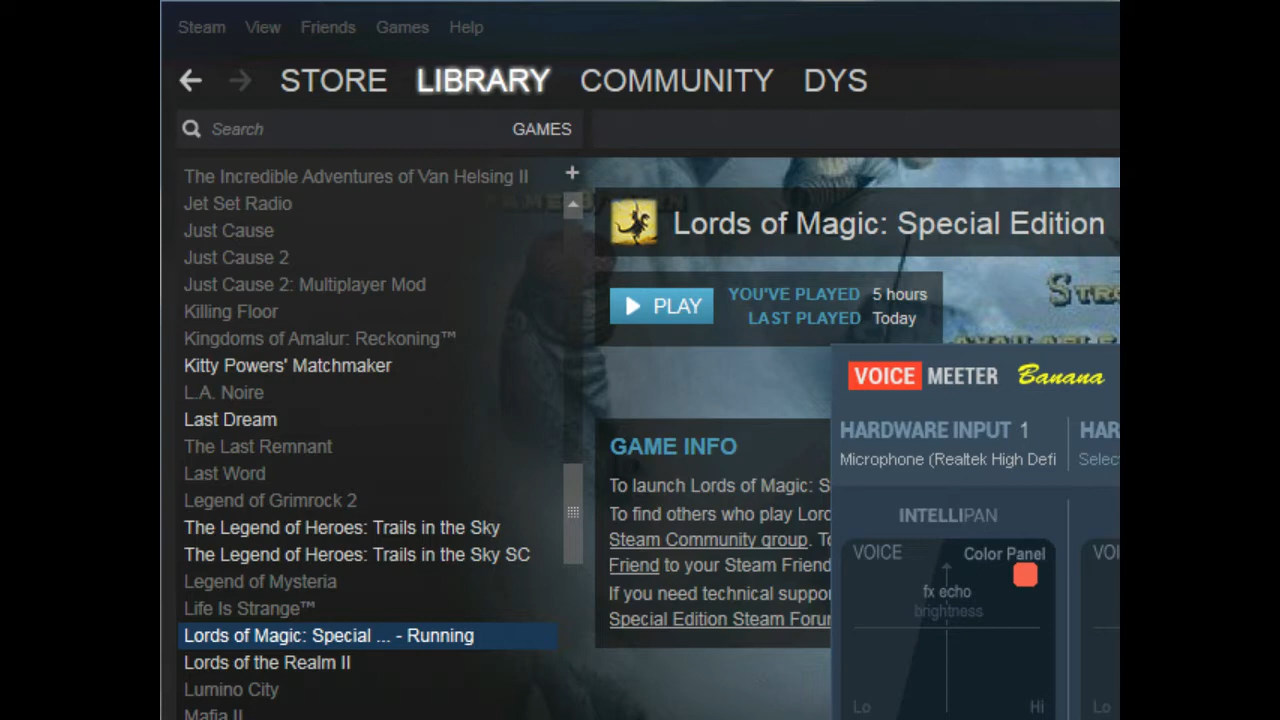 Steam View Friends Games Help
STORE LIBRARY COMMUNITY DYS
Search GAMES
The Incredible Adventures of Van Helsing II
Jet Set Radio
Just Cause
Just Cause 2
Just Cause 2: Multiplayer Mod
Killing Floor
Kingdoms of Amalur: Reckoning™
Kitty Powers' Matchmaker
L.A. Noire
Last Dream
The Last Remnant
Last Word
Legend of Grimrock 2
The Legend of Heroes: Trails in the Sky
The Legend of Heroes: Trails in the Sky SC
Legend of Mysteria
Life Is Strange™
Lords of Magic: Special ... - Running
Lords of the Realm II
Lumino City
Mafia II
Lords of Magic: Special Edition
PLAY
YOU'VE PLAYED 5 hours
LAST PLAYED Today
GAME INFO
To launch Lords of Magic: S
To find others who play Lord
Steam Community group. To
Friend to your Steam Friend
If you need technical suppor
Special Edition Steam Foru
VOICE MEETER Banana
HARDWARE INPUT 1 HAR
Microphone (Realtek High Defi Selec
INTELLIPAN
VOICE Color Panel VO
fx echo
brightness
Lo Hi Lo